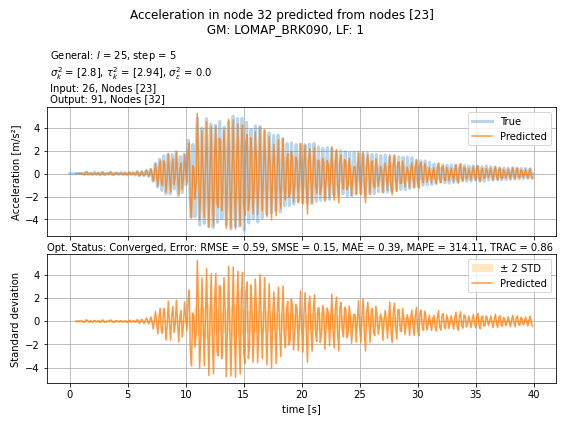 Acceleration in node 32 predicted from nodes [23]
GM: LOMAP_BRK090, LF: 1
General: l = 25, step = 5
σ²ₖ = [2.8], τ²ₖ = [2.94], σ²ε = 0.0
Input: 26, Nodes [23]
Output: 91, Nodes [32]
True
Predicted
Acceleration [m/s²]
4
2
0
−2
−4
Opt. Status: Converged, Error: RMSE = 0.59, SMSE = 0.15, MAE = 0.39, MAPE = 314.11, TRAC = 0.86
± 2 STD
Predicted
Standard deviation
4
2
0
−2
−4
0 5 10 15 20 25 30 35 40
time [s]